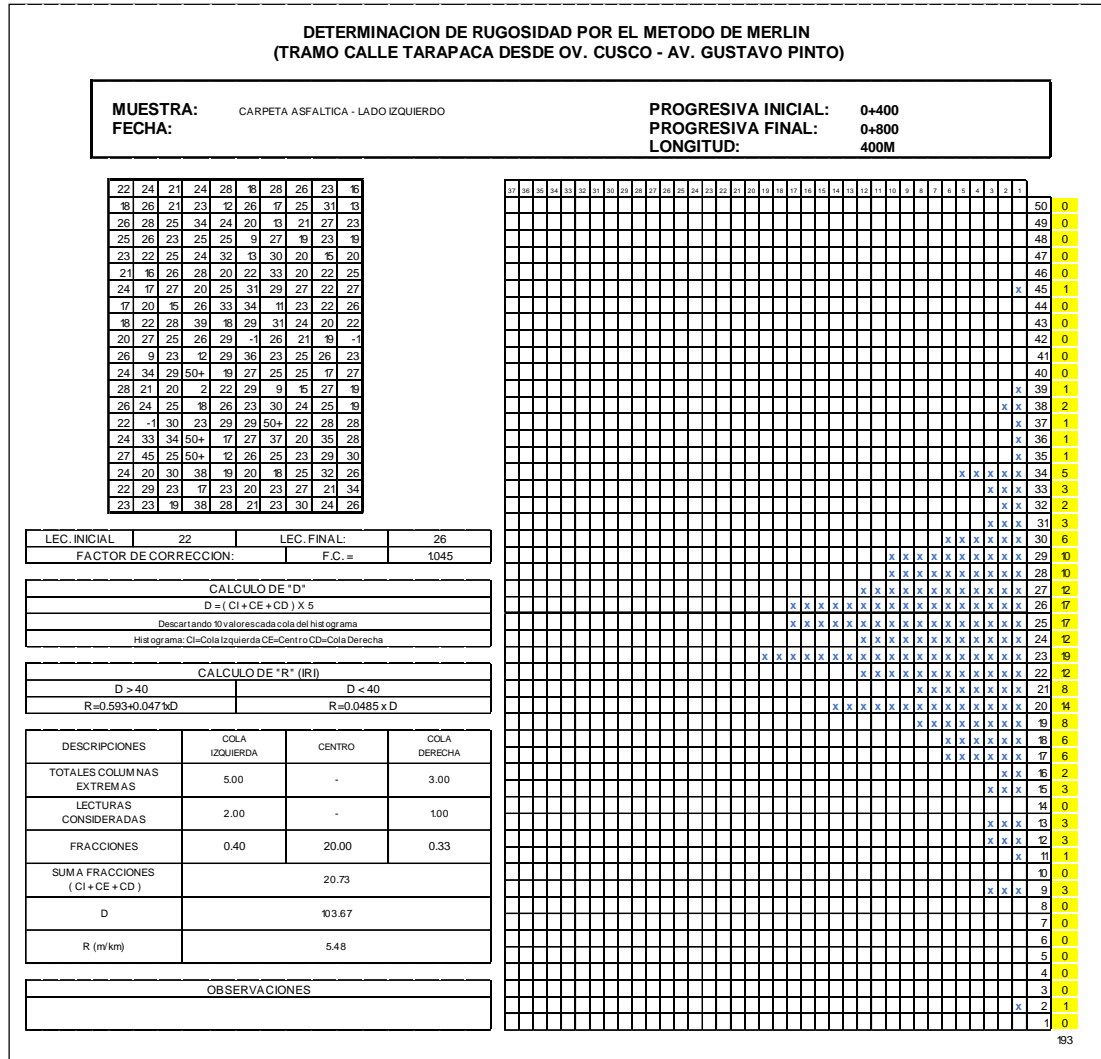 DETERMINACION DE RUGOSIDAD POR EL METODO DE MERLIN
(TRAMO CALLE TARAPACA DESDE OV. CUSCO - AV. GUSTAVO PINTO)
MUESTRA: CARPETA ASFALTICA - LADO IZQUIERDO PROGRESIVA INICIAL: 0+400
FECHA: PROGRESIVA FINAL: 0+800
LONGITUD: 400M
22 24 21 24 28 18 28 26 23 16
18 26 21 23 12 26 17 25 31 13
26 28 25 34 24 20 13 21 27 23
25 26 23 25 25 9 27 19 23 19
23 22 25 24 32 13 30 20 15 20
21 16 26 28 20 22 33 20 22 25
24 17 27 20 25 31 29 27 22 27
17 20 15 26 33 34 11 23 22 26
18 22 28 39 18 29 31 24 20 22
20 27 25 26 29 -1 26 21 19 -1
26 9 23 12 29 36 23 25 26 23
24 34 29 50+ 19 27 25 25 17 27
28 21 20 2 22 29 9 15 27 19
26 24 25 18 26 23 30 24 25 19
22 -1 30 23 29 29 50+ 22 28 28
24 33 34 50+ 17 27 37 20 35 28
27 45 25 50+ 12 26 25 23 29 30
24 20 30 38 19 20 18 25 32 26
22 29 23 17 23 20 23 27 21 34
23 23 19 38 28 21 23 30 24 26
LEC. INICIAL 22 LEC. FINAL: 26
FACTOR DE CORRECCION: F.C. = 1.045
CALCULO DE "D"
D = ( CI + CE + CD ) X 5
Descartando 10 valores cada cola del histograma
Histograma: CI=Cola Izquierda CE=Centro CD=Cola Derecha
CALCULO DE "R" (IRI)
D > 40 D < 40
R=0.593+0.0471xD R=0.0485 x D
DESCRIPCIONES COLA IZQUIERDA CENTRO COLA DERECHA
TOTALES COLUMNAS EXTREMAS 5.00 - 3.00
LECTURAS CONSIDERADAS 2.00 - 1.00
FRACCIONES 0.40 20.00 0.33
SUMA FRACCIONES ( CI + CE + CD ) 20.73
D 103.67
R (m/km) 5.48
OBSERVACIONES
37 36 35 34 33 32 31 30 29 28 27 26 25 24 23 22 21 20 19 18 17 16 15 14 13 12 11 10 9 8 7 6 5 4 3 2 1
50 0
49 0
48 0
47 0
46 0
x 45 1
44 0
43 0
42 0
41 0
40 0
x 39 1
x x 38 2
x 37 1
x 36 1
x 35 1
x x x x x 34 5
x x x 33 3
x x 32 2
x x x 31 3
x x x x x x 30 6
x x x x x x x x x x 29 10
x x x x x x x x x x 28 10
x x x x x x x x x x x x 27 12
x x x x x x x x x x x x x x x x x 26 17
x x x x x x x x x x x x x x x x x 25 17
x x x x x x x x x x x x 24 12
x x x x x x x x x x x x x x x x x x x 23 19
x x x x x x x x x x x x 22 12
x x x x x x x x 21 8
x x x x x x x x x x x x x x 20 14
x x x x x x x x 19 8
x x x x x x 18 6
x x x x x x 17 6
x x 16 2
x x x 15 3
14 0
x x x 13 3
x x x 12 3
x 11 1
10 0
x x x 9 3
8 0
7 0
6 0
5 0
4 0
3 0
x 2 1
1 0
193